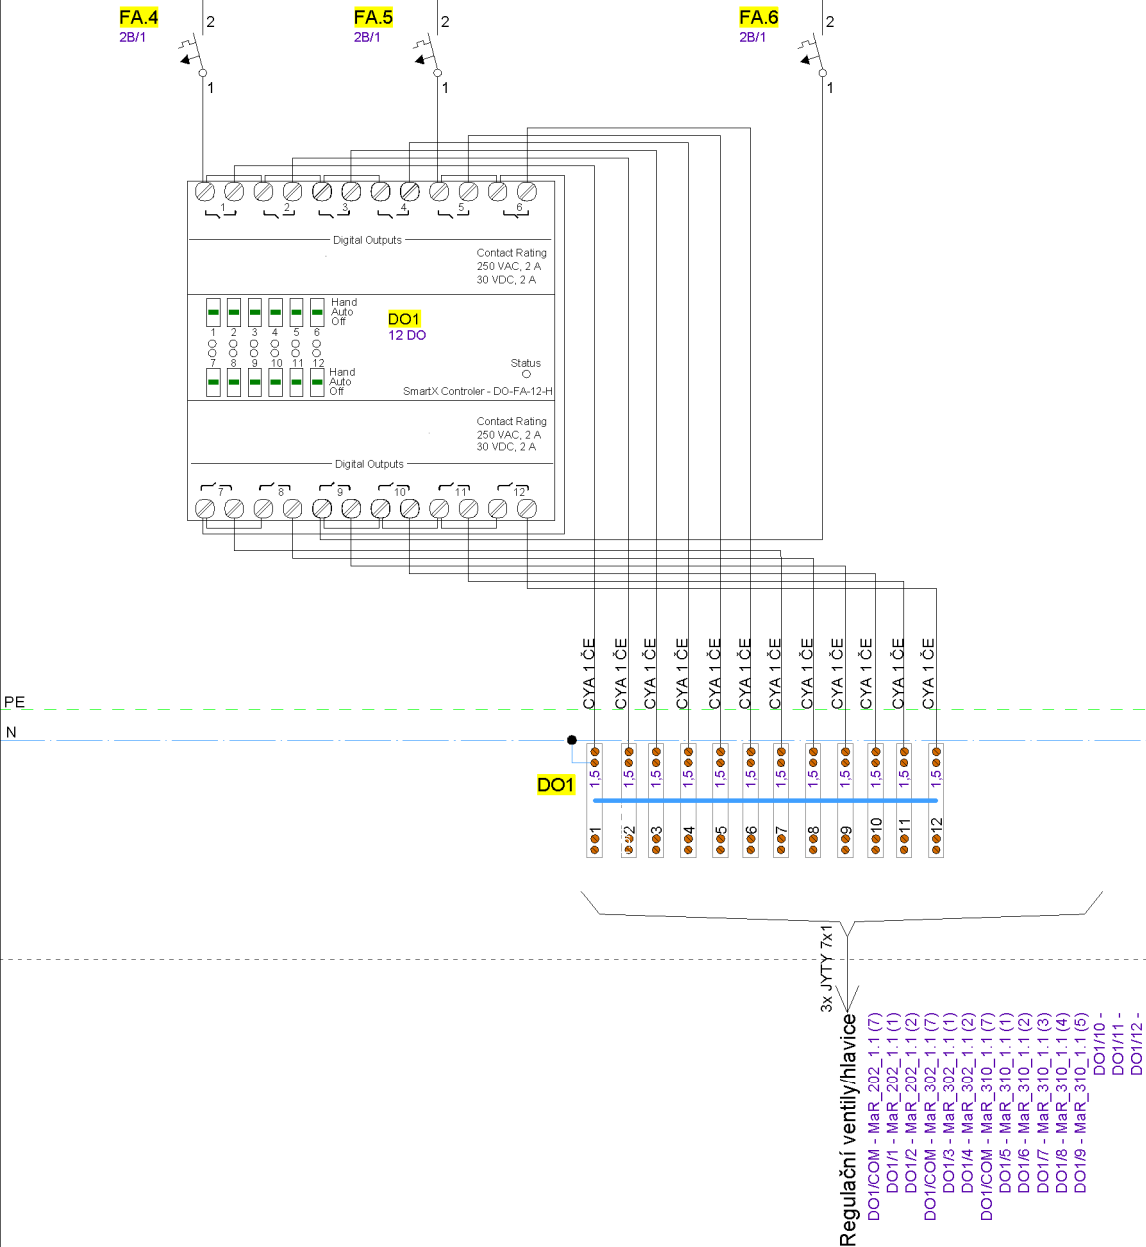 FA.4
2B/1
2
1
FA.5
2B/1
2
1
FA.6
2B/1
2
1
1 2 3 4 5 6
Digital Outputs
Contact Rating
250 VAC, 2 A
30 VDC, 2 A
Hand
Auto
Off
DO1
12 DO
1 2 3 4 5 6
7 8 9 10 11 12
Status
Hand
Auto
Off
SmartX Controler - DO-FA-12-H
Contact Rating
250 VAC, 2 A
30 VDC, 2 A
Digital Outputs
7 8 9 10 11 12
CYA 1 ČE
CYA 1 ČE
CYA 1 ČE
CYA 1 ČE
CYA 1 ČE
CYA 1 ČE
CYA 1 ČE
CYA 1 ČE
CYA 1 ČE
CYA 1 ČE
CYA 1 ČE
CYA 1 ČE
PE
N
DO1
1,5 1,5 1,5 1,5 1,5 1,5 1,5 1,5 1,5 1,5 1,5 1,5
1 2 3 4 5 6 7 8 9 10 11 12
3x JYTY 7x1
Regulační ventily/hlavice
DO1/COM - MaR_202_1.1 (7)
DO1/1 - MaR_202_1.1 (1)
DO1/2 - MaR_202_1.1 (2)
DO1/COM - MaR_302_1.1 (7)
DO1/3 - MaR_302_1.1 (1)
DO1/4 - MaR_302_1.1 (2)
DO1/COM - MaR_310_1.1 (7)
DO1/5 - MaR_310_1.1 (1)
DO1/6 - MaR_310_1.1 (2)
DO1/7 - MaR_310_1.1 (3)
DO1/8 - MaR_310_1.1 (4)
DO1/9 - MaR_310_1.1 (5)
DO1/10 -
DO1/11 -
DO1/12 -